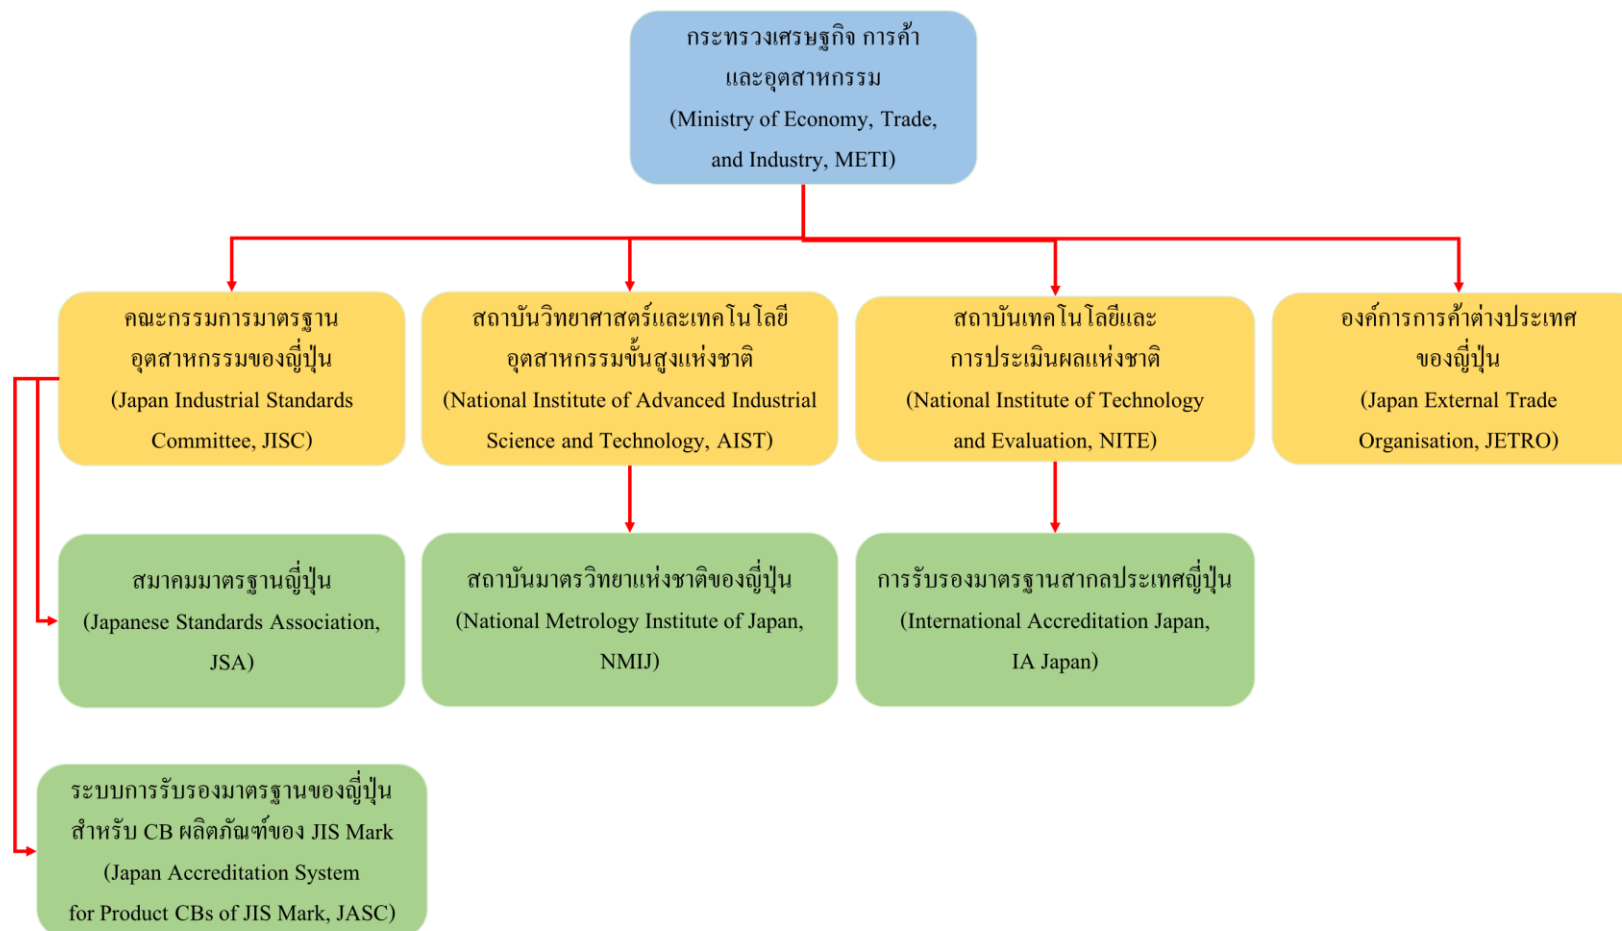 กระทรวงเศรษฐกิจ การค้า
และอุตสาหกรรม
(Ministry of Economy, Trade,
and Industry, METI)
คณะกรรมการมาตรฐาน
อุตสาหกรรมของญี่ปุ่น
(Japan Industrial Standards
Committee, JISC)
สถาบันวิทยาศาสตร์และเทคโนโลยี
อุตสาหกรรมขั้นสูงแห่งชาติ
(National Institute of Advanced Industrial
Science and Technology, AIST)
สถาบันเทคโนโลยีและ
การประเมินผลแห่งชาติ
(National Institute of Technology
and Evaluation, NITE)
องค์การการค้าต่างประเทศ
ของญี่ปุ่น
(Japan External Trade
Organisation, JETRO)
สมาคมมาตรฐานญี่ปุ่น
(Japanese Standards Association,
JSA)
สถาบันมาตรวิทยาแห่งชาติของญี่ปุ่น
(National Metrology Institute of Japan,
NMIJ)
การรับรองมาตรฐานสากลประเทศญี่ปุ่น
(International Accreditation Japan,
IA Japan)
ระบบการรับรองมาตรฐานของญี่ปุ่น
สำหรับ CB ผลิตภัณฑ์ของ JIS Mark
(Japan Accreditation System
for Product CBs of JIS Mark, JASC)